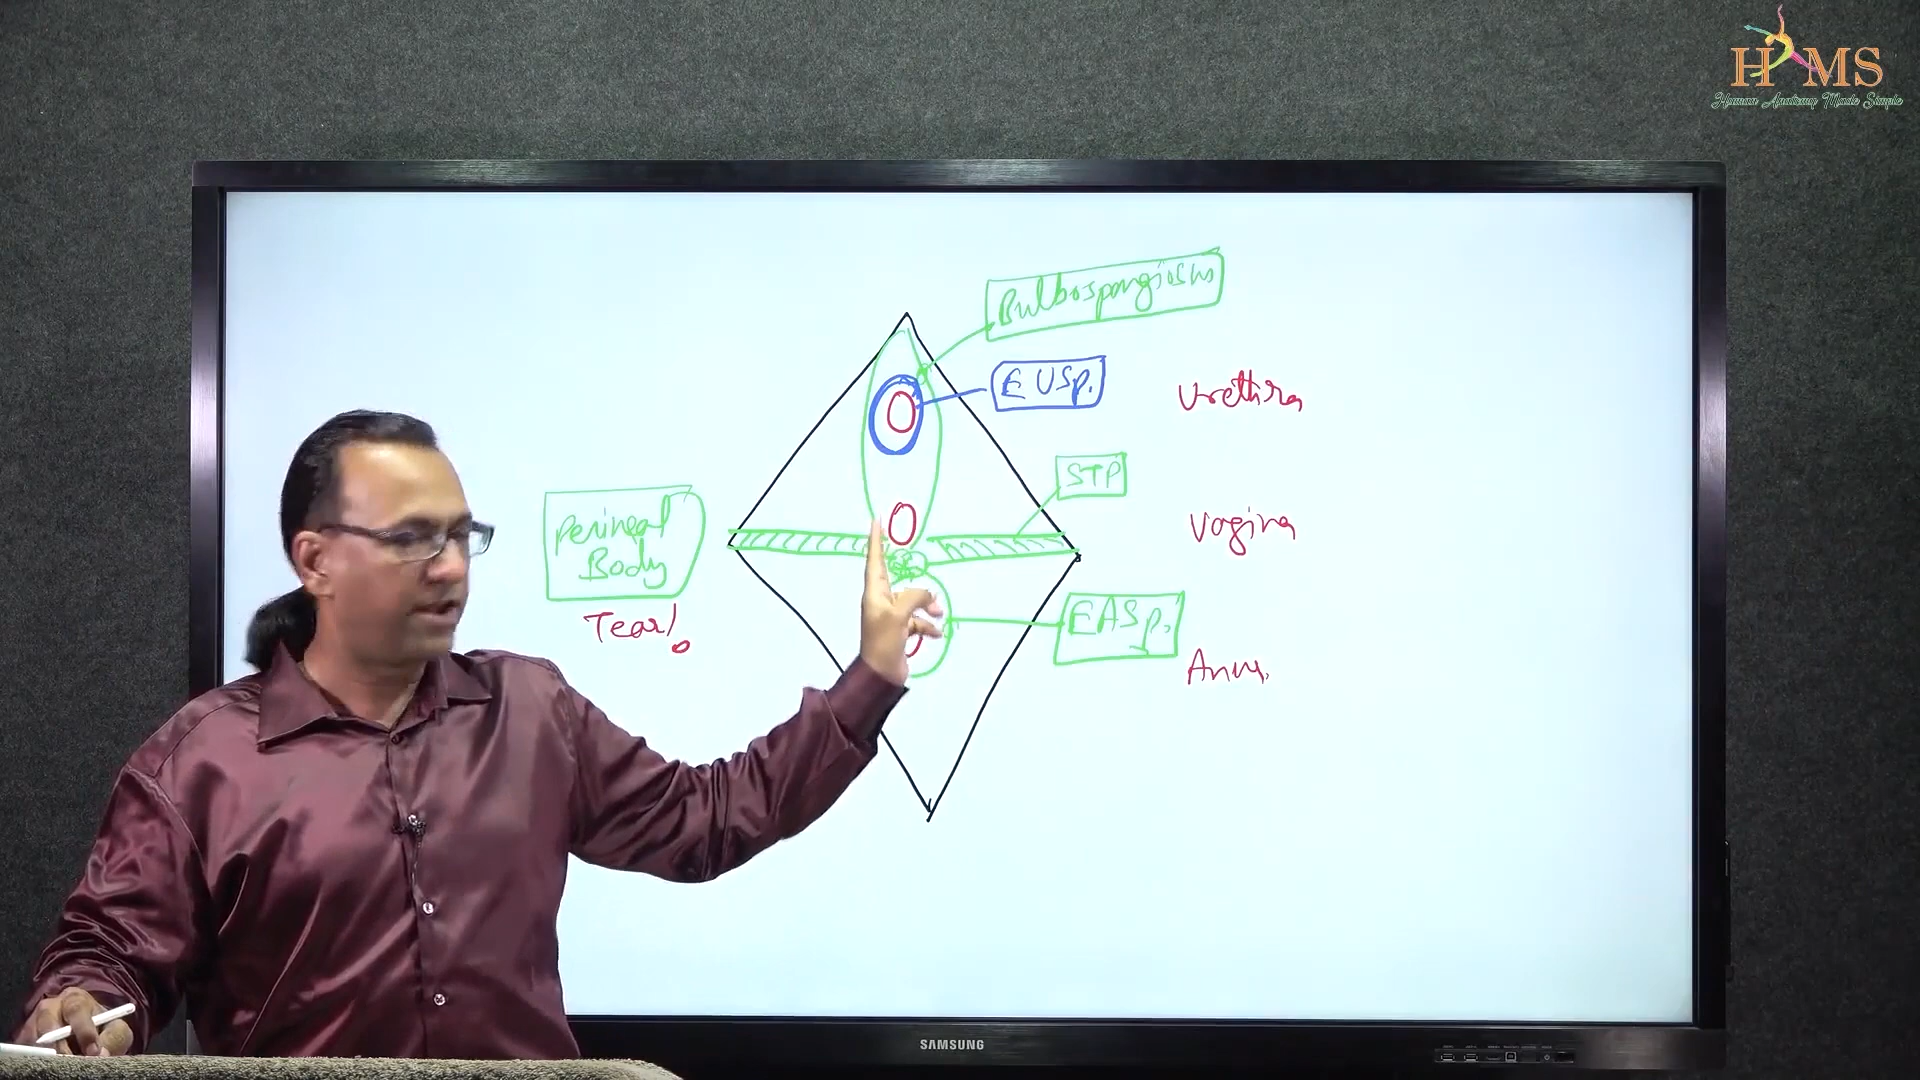 HAMS
Human Anatomy Made Simple
Bulbospongiosus
E USp.
Urethra
STP
Perineal
Body
Vagina
Tear!
EASp.
Anus
SAMSUNG